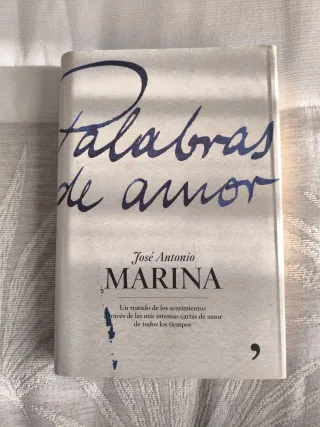 Palabras
de amor
José Antonio
MARINA
Un tratado de los sentimientos
través de las más intensas cartas de amor
de todos los tiempos